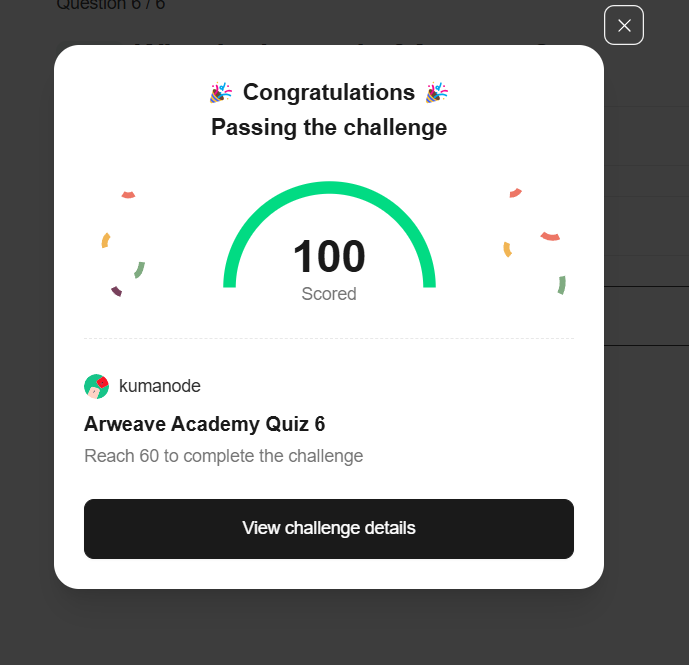 Question 6 / 6
🎉 Congratulations 🎉
Passing the challenge
100
Scored
kumanode
Arweave Academy Quiz 6
Reach 60 to complete the challenge
View challenge details